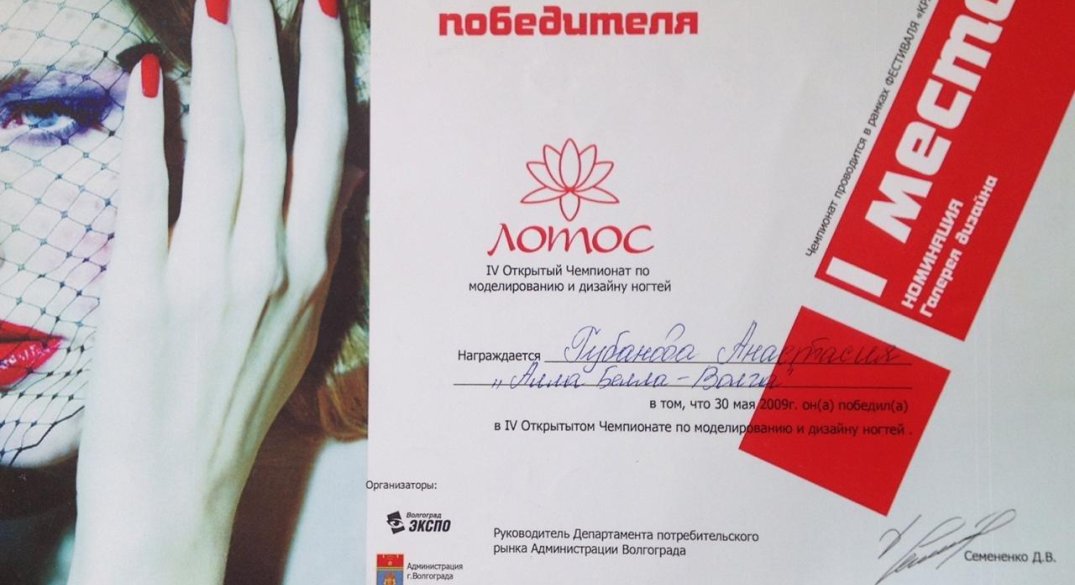 победителя
Чемпионат проводится в рамках ФЕСТИВАЛЯ «КР
I место
номинация
Галерея дизайна
ЛОТОС
IV Открытый Чемпионат по
моделированию и дизайну ногтей
Награждается Губанова Анастасия
"Алла Белла-Волга"
в том, что 30 мая 2009г. он(а) победил(а)
в IV Открытытом Чемпионате по моделированию и дизайну ногтей .
Организаторы:
Волгоград
ЭКСПО
Администрация
г.Волгограда
Руководитель Департамента потребительского
рынка Администрации Волгограда
Семененко Д.В.